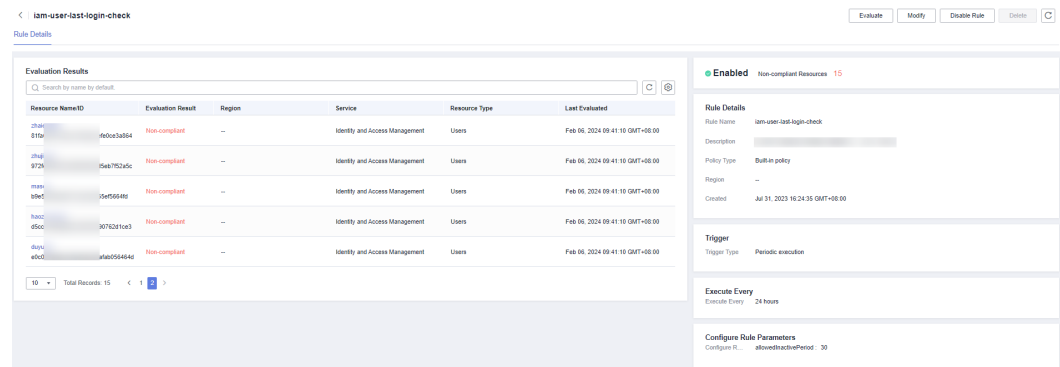 iam-user-last-login-check
Evaluate Modify Disable Rule Delete
Rule Details
Evaluation Results
Search by name by default.
Resource Name/ID Evaluation Result Region Service Resource Type Last Evaluated
Non-compliant -- Identity and Access Management Users Feb 06, 2024 09:41:10 GMT+08:00
Non-compliant -- Identity and Access Management Users Feb 06, 2024 09:41:10 GMT+08:00
Non-compliant -- Identity and Access Management Users Feb 06, 2024 09:41:10 GMT+08:00
Non-compliant -- Identity and Access Management Users Feb 06, 2024 09:41:10 GMT+08:00
Non-compliant -- Identity and Access Management Users Feb 06, 2024 09:41:10 GMT+08:00
10 Total Records: 15 < 1 2 >
Enabled Non-compliant Resources 15
Rule Details
Rule Name iam-user-last-login-check
Description
Policy Type Built-in policy
Region --
Created Jul 31, 2023 16:24:35 GMT+08:00
Trigger
Trigger Type Periodic execution
Execute Every
Execute Every 24 hours
Configure Rule Parameters
Configure R... allowedInactivePeriod : 30